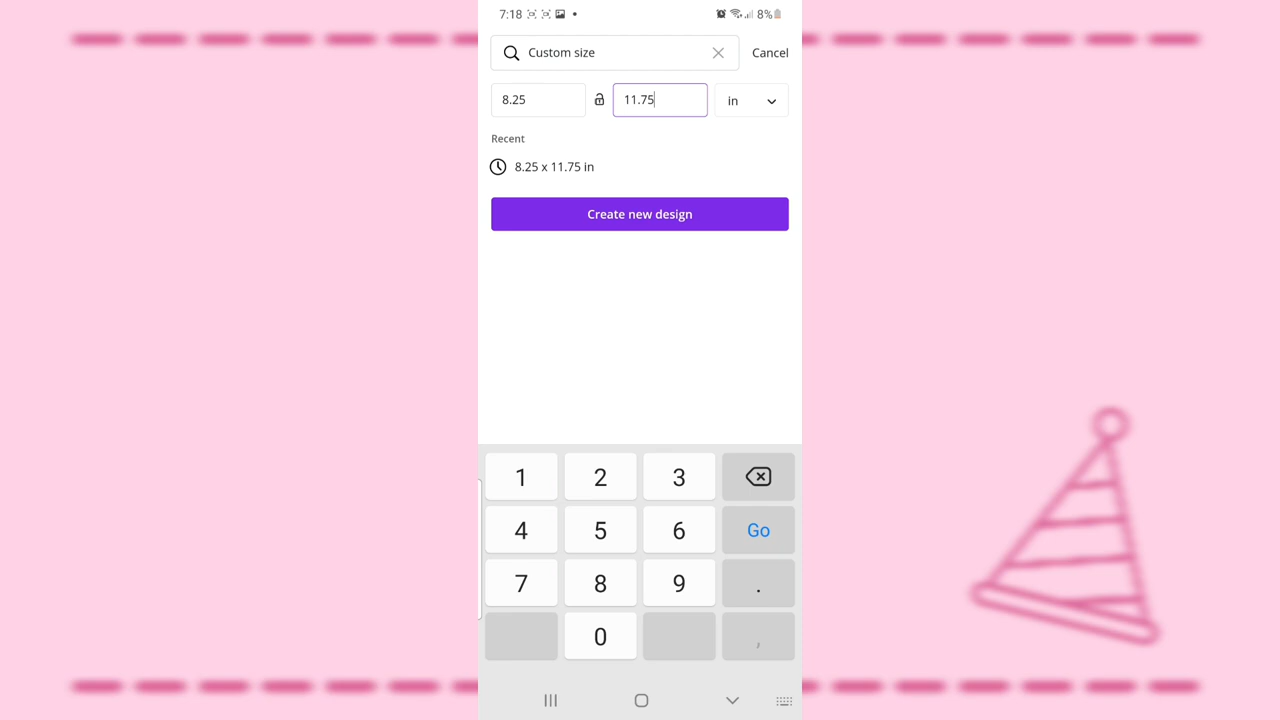 7:18
8%
Custom size
Cancel
8.25
11.75
in
Recent
8.25 x 11.75 in
Create new design
1 2 3
4 5 6 Go
7 8 9 .
0 ,